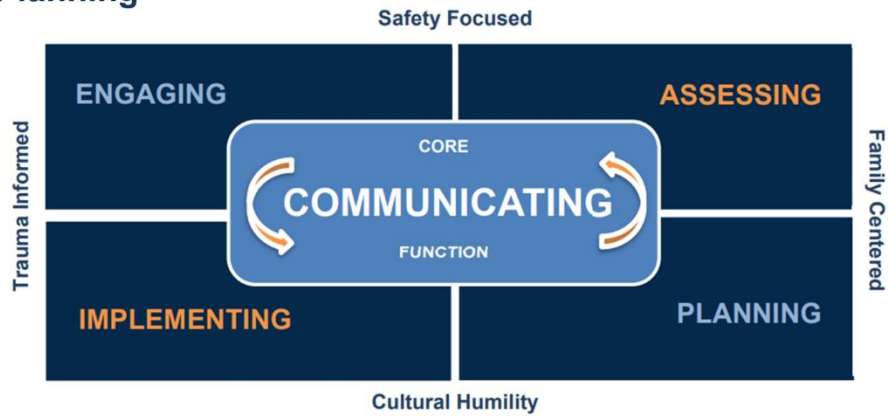 Safety Focused
ENGAGING
ASSESSING
Trauma Informed
CORE
COMMUNICATING
FUNCTION
Family Centered
IMPLEMENTING
PLANNING
Cultural Humility